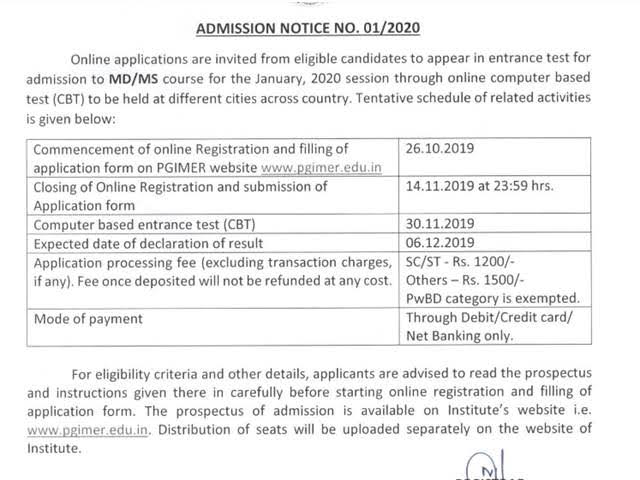 ADMISSION NOTICE NO. 01/2020
Online applications are invited from eligible candidates to appear in entrance test for
admission to MD/MS course for the January, 2020 session through online computer based
test (CBT) to be held at different cities across country. Tentative schedule of related activities
is given below:
Commencement of online Registration and filling of
application form on PGIMER website www.pgimer.edu.in
26.10.2019
Closing of Online Registration and submission of
Application form
14.11.2019 at 23:59 hrs.
Computer based entrance test (CBT)
30.11.2019
Expected date of declaration of result
06.12.2019
Application processing fee (excluding transaction charges,
if any). Fee once deposited will not be refunded at any cost.
SC/ST - Rs. 1200/-
Others – Rs. 1500/-
PwBD category is exempted.
Mode of payment
Through Debit/Credit card/
Net Banking only.
For eligibility criteria and other details, applicants are advised to read the prospectus
and instructions given there in carefully before starting online registration and filling of
application form. The prospectus of admission is available on Institute's website i.e.
www.pgimer.edu.in. Distribution of seats will be uploaded separately on the website of
Institute.